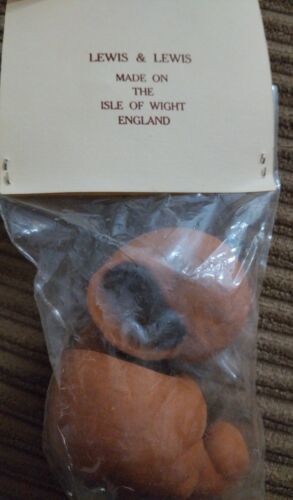 LEWIS & LEWIS
MADE ON
THE
ISLE OF WIGHT
ENGLAND